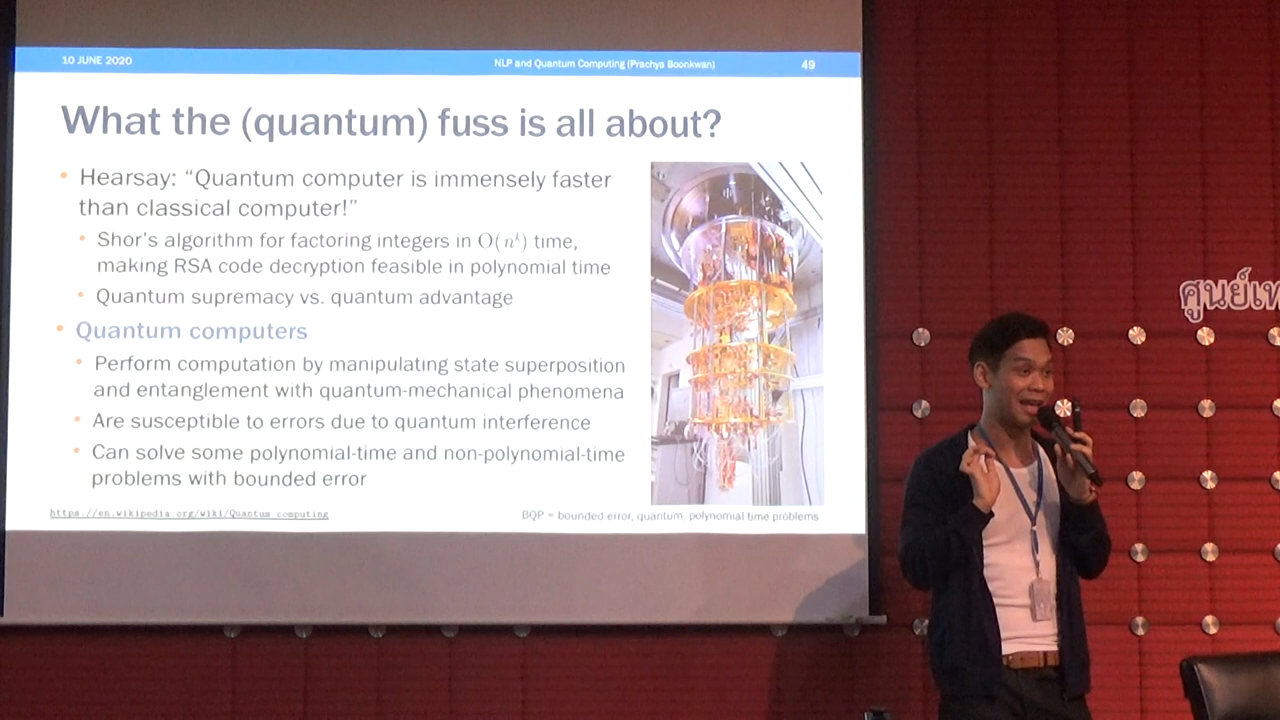 10 JUNE 2020
NLP and Quantum Computing (Prachya Boonkwan)
49
What the (quantum) fuss is all about?
• Hearsay: “Quantum computer is immensely faster
than classical computer!”
• Shor’s algorithm for factoring integers in O(nᵏ) time,
making RSA code decryption feasible in polynomial time
• Quantum supremacy vs. quantum advantage
• Quantum computers
• Perform computation by manipulating state superposition
and entanglement with quantum-mechanical phenomena
• Are susceptible to errors due to quantum interference
• Can solve some polynomial-time and non-polynomial-time
problems with bounded error
https://en.wikipedia.org/wiki/Quantum_computing
BQP = bounded error, quantum, polynomial time problems
ศูนย์เท